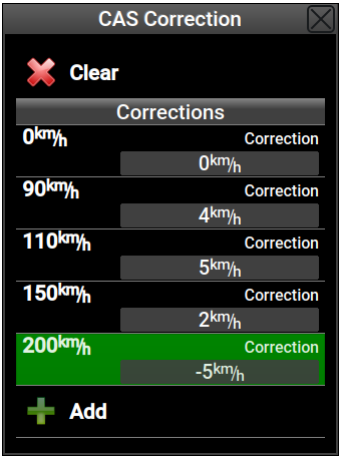 CAS Correction
Clear
Corrections
0km/h Correction
0km/h
90km/h Correction
4km/h
110km/h Correction
5km/h
150km/h Correction
2km/h
200km/h Correction
-5km/h
Add